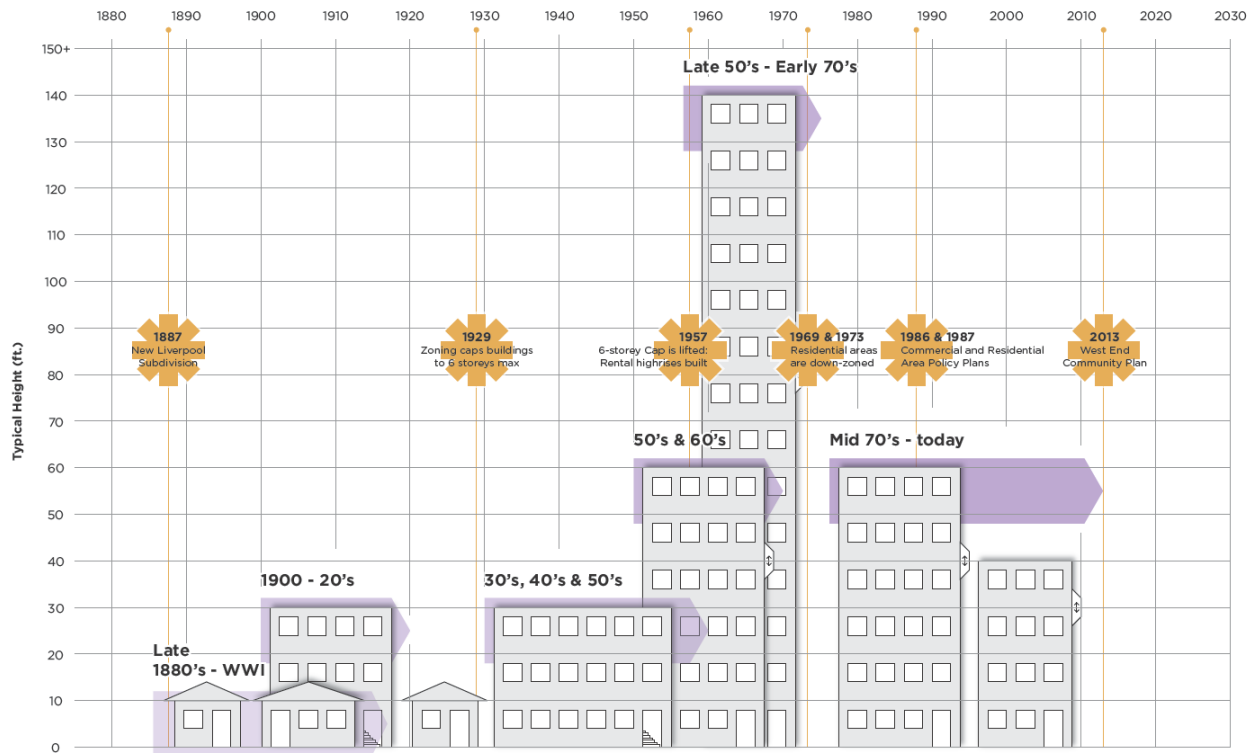 1880 1890 1900 1910 1920 1930 1940 1950 1960 1970 1980 1990 2000 2010 2020 2030
150+
Late 50's - Early 70's
140
130
120
110
100
90
80
70
60
50
40
30
20
10
0
Typical Height (ft.)
1887
New Liverpool
Subdivision
1929
Zoning caps buildings
to 6 storeys max
1957
6-storey Cap is lifted:
Rental highrises built
1969 & 1973
Residential areas
are down-zoned
1986 & 1987
Commercial and Residential
Area Policy Plans
2013
West End
Community Plan
50's & 60's
Mid 70's - today
1900 - 20's
30's, 40's & 50's
Late
1880's - WWI